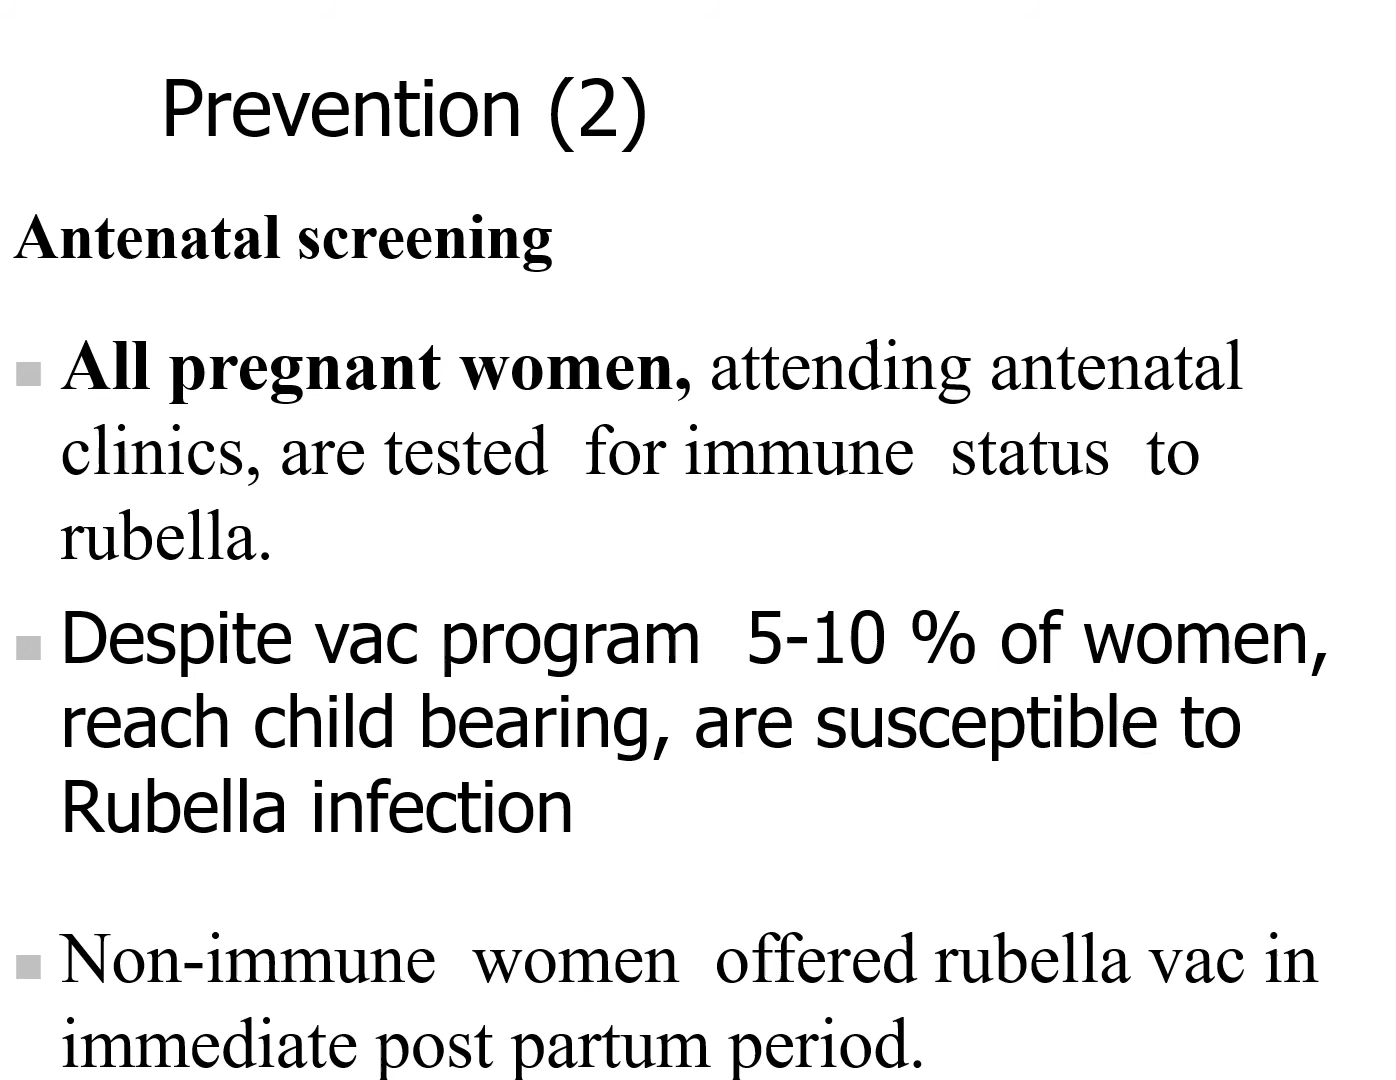 Prevention (2)
Antenatal screening
All pregnant women, attending antenatal
clinics, are tested for immune status to
rubella.
Despite vac program 5-10 % of women,
reach child bearing, are susceptible to
Rubella infection
Non-immune women offered rubella vac in
immediate post partum period.